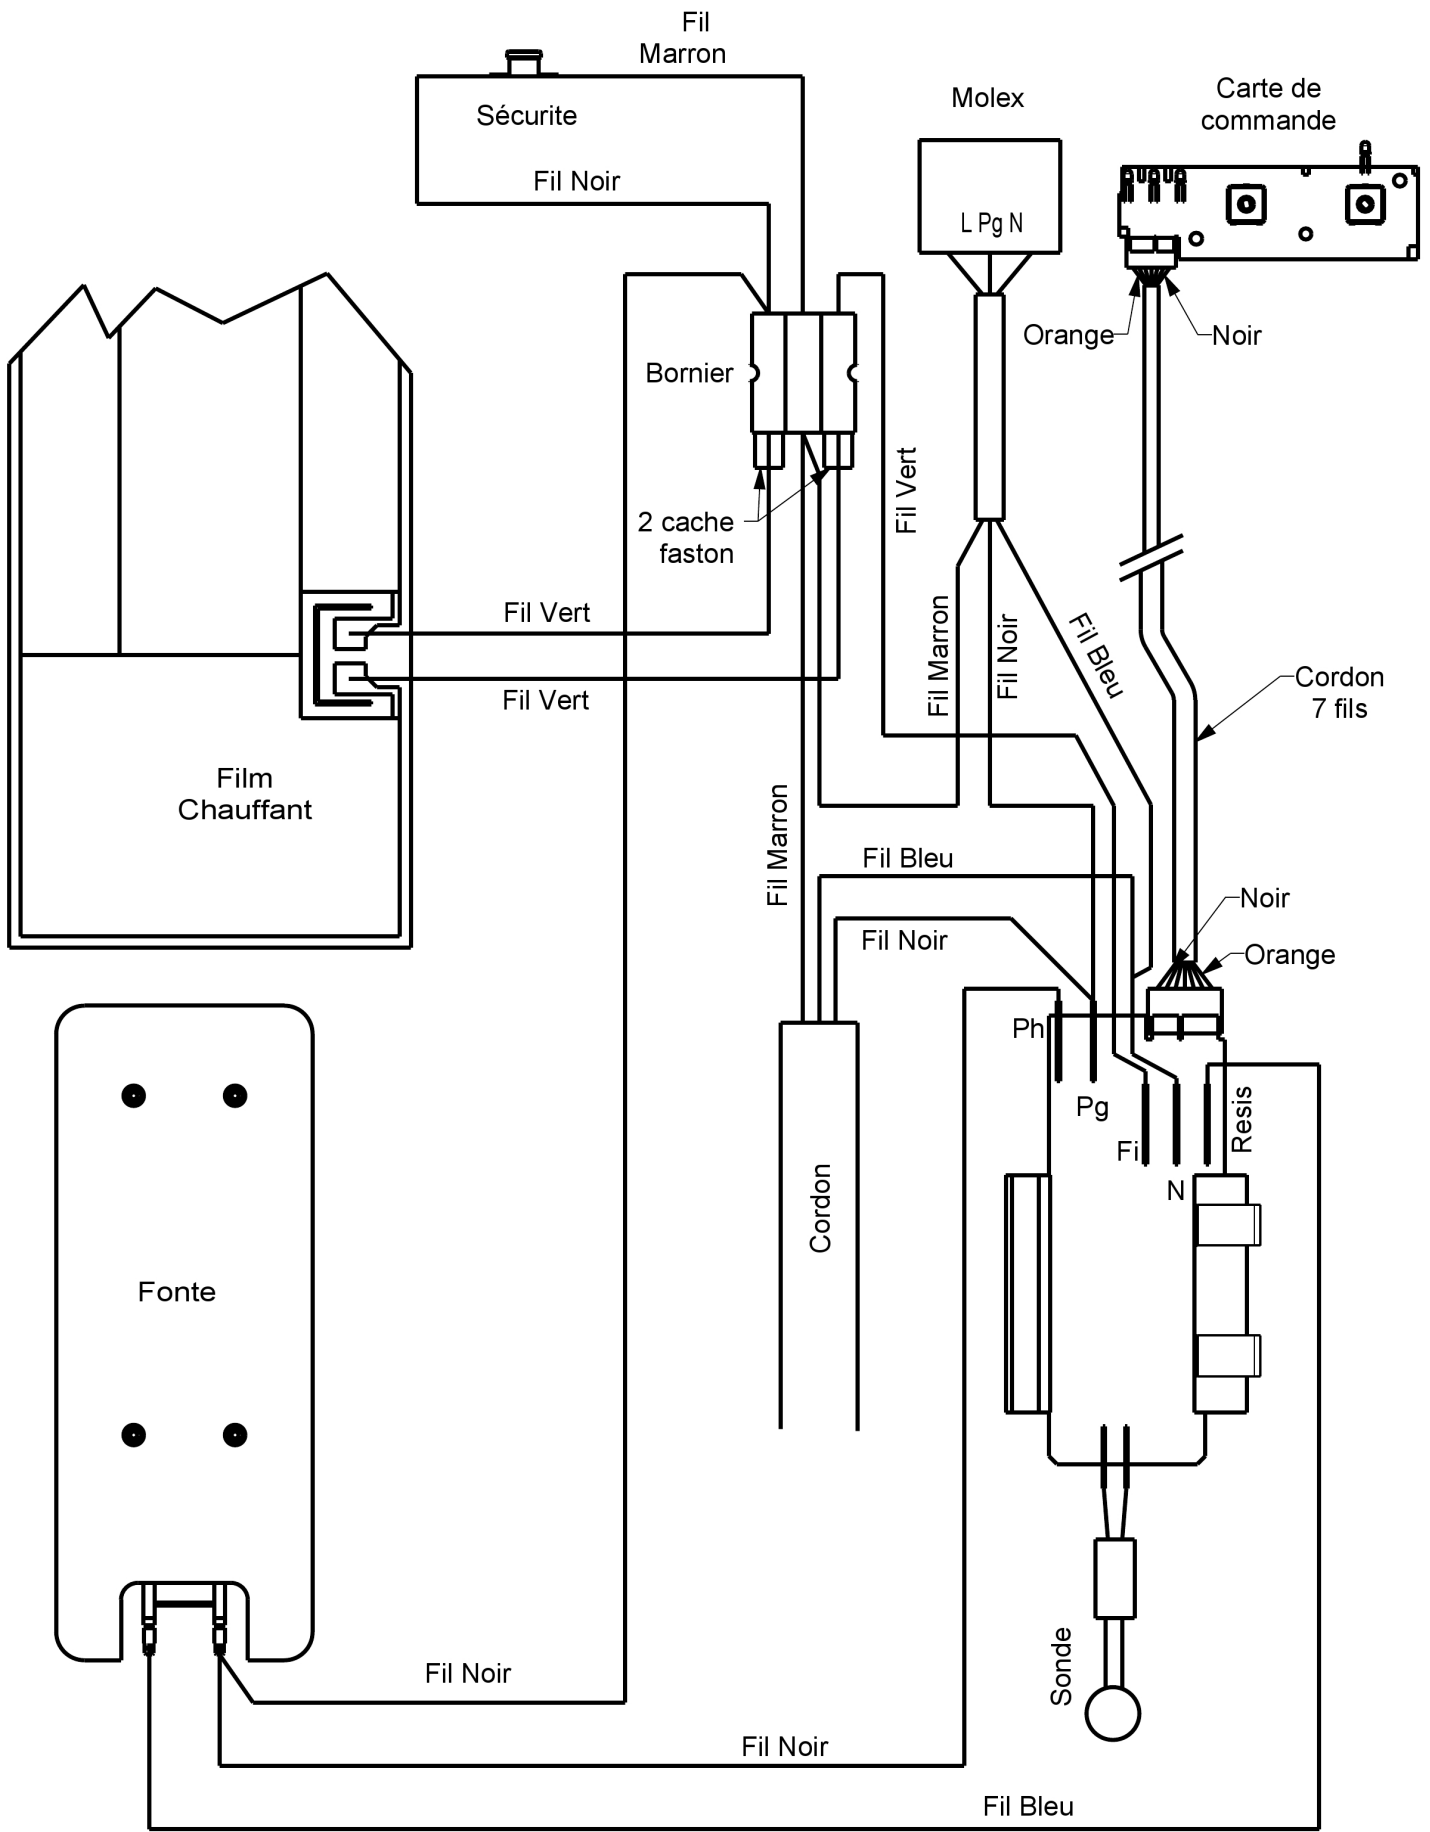 Fil
Marron
Sécurite
Fil Noir
Molex
L Pg N
Carte de
commande
Orange
Noir
Bornier
2 cache
faston
Fil Vert
Fil Vert
Fil Vert
Fil Marron
Fil Noir
Fil Bleu
Cordon
7 fils
Film
Chauffant
Fil Marron
Fil Bleu
Fil Noir
Noir
Orange
Ph
Pg
Fi
N
Resis
Cordon
Fonte
Sonde
Fil Noir
Fil Noir
Fil Bleu